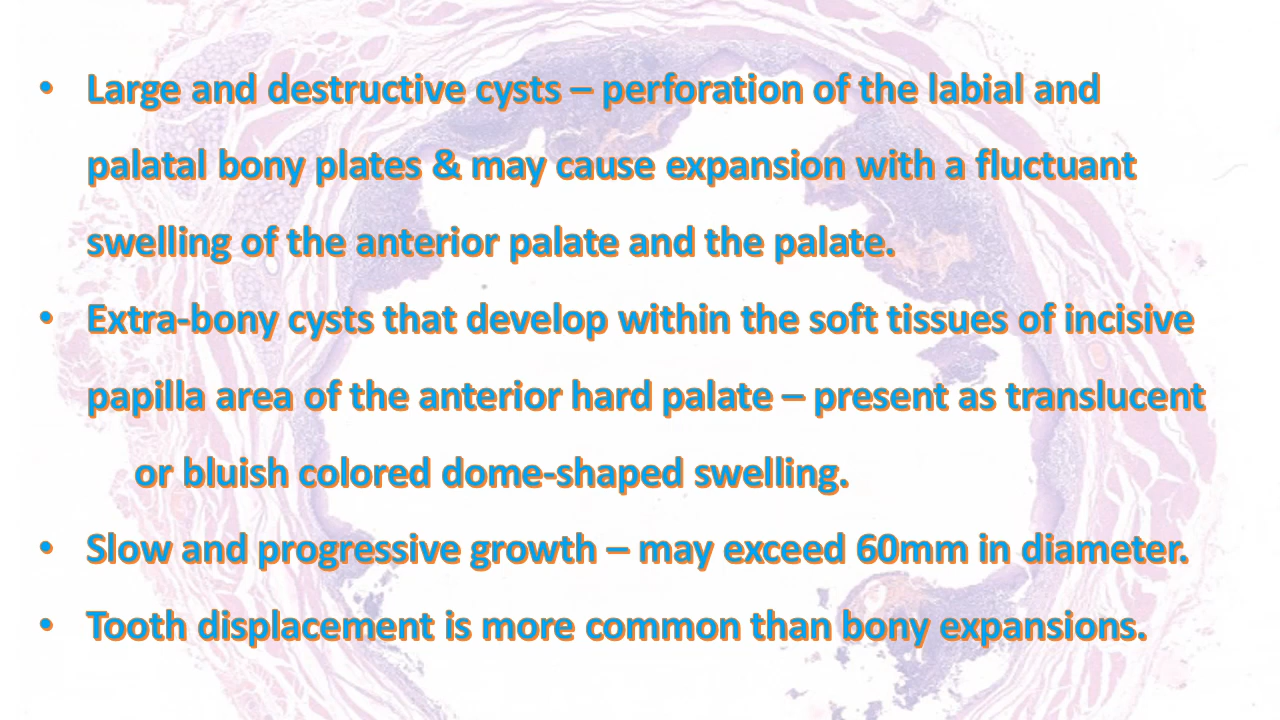 • Large and destructive cysts – perforation of the labial and
palatal bony plates & may cause expansion with a fluctuant
swelling of the anterior palate and the palate.
• Extra-bony cysts that develop within the soft tissues of incisive
papilla area of the anterior hard palate – present as translucent
or bluish colored dome-shaped swelling.
• Slow and progressive growth – may exceed 60mm in diameter.
• Tooth displacement is more common than bony expansions.